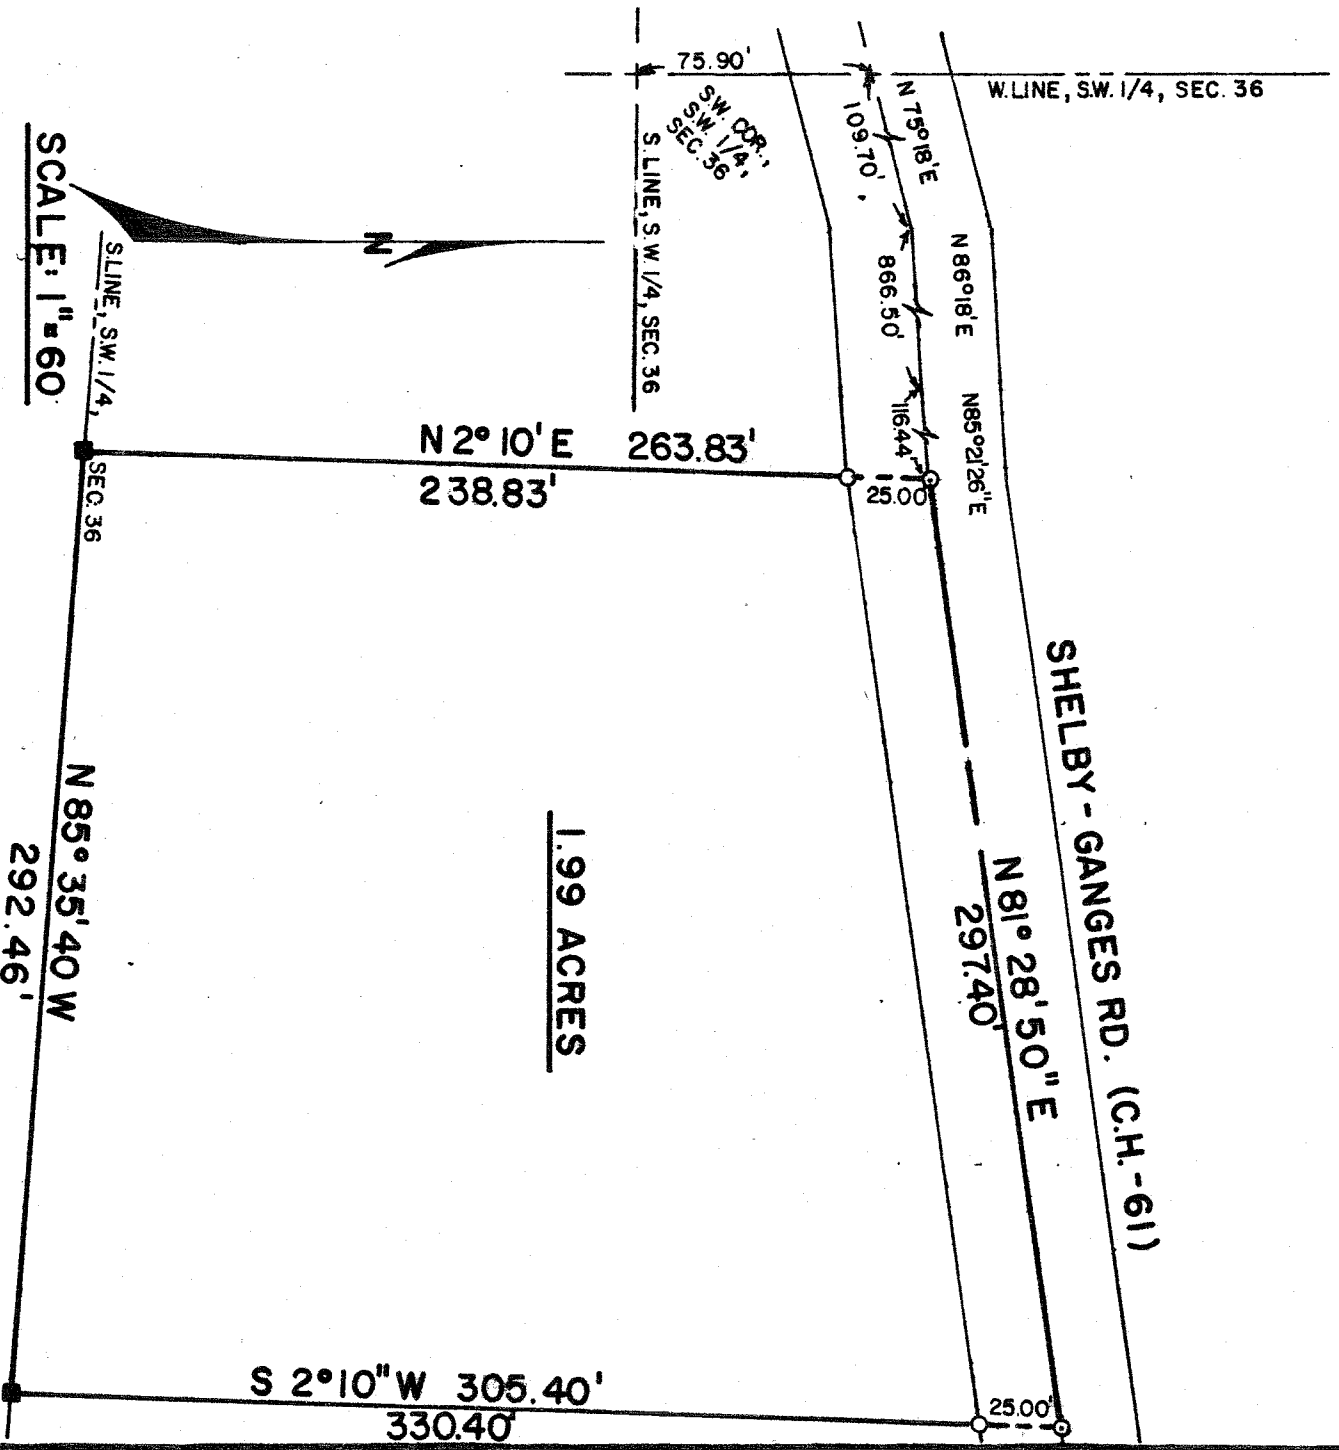 75.90'
W. LINE, S.W. 1/4, SEC. 36
S.W. COR.,
S.W. 1/4,
SEC. 36
S. LINE, S.W. 1/4, SEC. 36
N 75°18'E
109.70'
N 86°18'E
866.50'
N85°21'26"E
116.44'
SCALE: 1"=60
N
S. LINE, S.W. 1/4,
SEC. 36
N 2° 10' E 263.83'
238.83'
25.00'
SHELBY - GANGES RD. (C.H.-61)
N 81° 28' 50" E
297.40'
1.99 ACRES
N 85° 35' 40 W
292.46'
S 2°10" W 305.40'
330.40'
25.00'